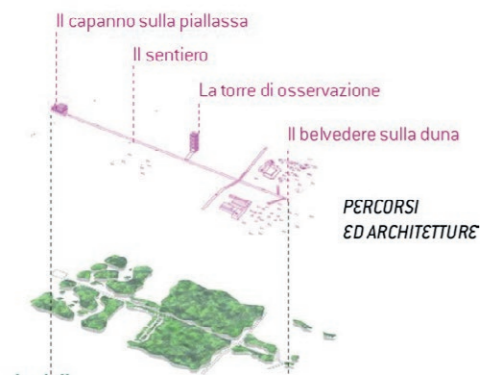 Il capanno sulla piallassa
Il sentiero
La torre di osservazione
Il belvedere sulla duna
PERCORSI
ED ARCHITETTURE